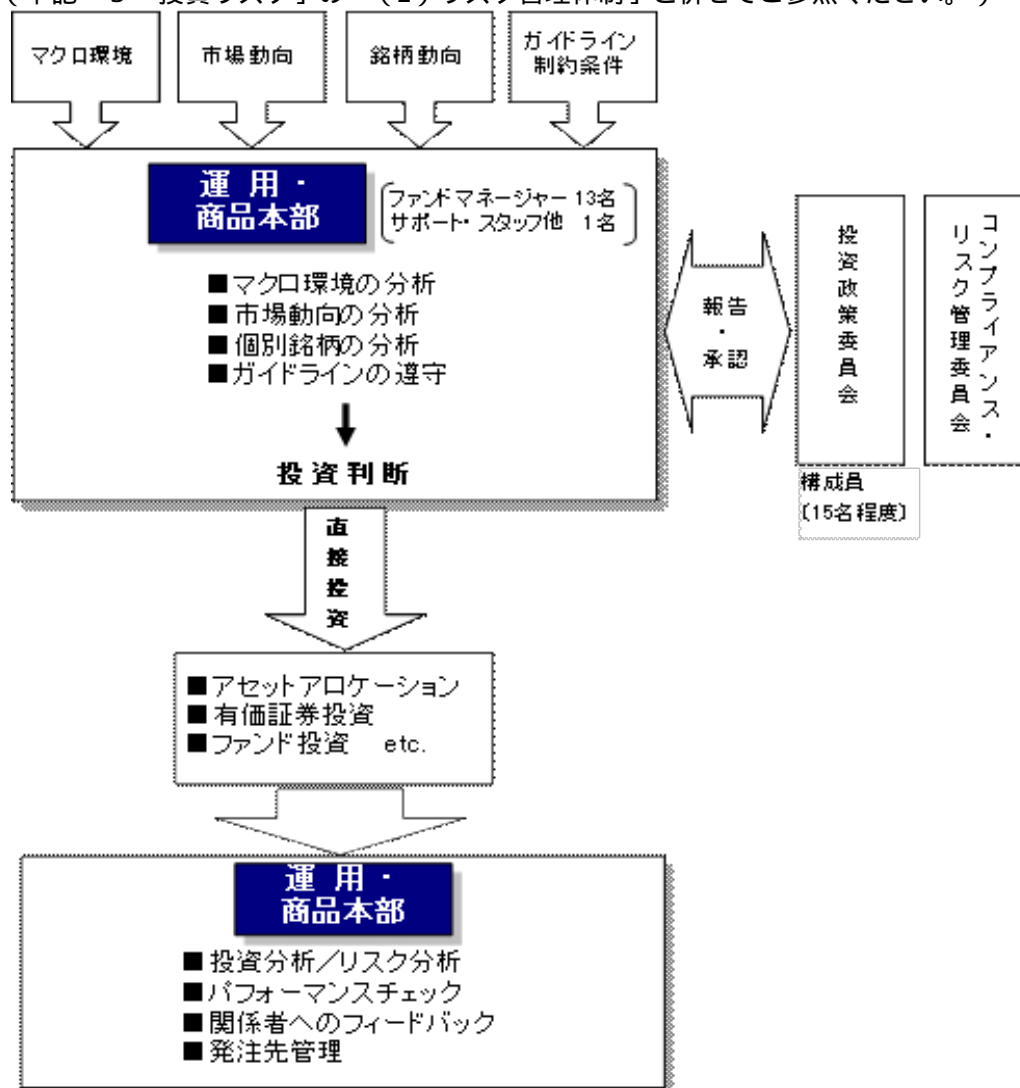 マクロ環境
市場動向
銘柄動向
ガイドライン
制約条件
運用・
商品本部
ファンドマネージャー 13名
サポート・スタッフ他 1名
■マクロ環境の分析
■市場動向の分析
■個別銘柄の分析
■ガイドラインの遵守
投資判断
報告・承認
投資政策委員会
コンプライアンス・
リスク管理委員会
構成員
〔15名程度〕
直接投資
■アセットアロケーション
■有価証券投資
■ファンド投資 etc.
運用・
商品本部
■投資分析／リスク分析
■パフォーマンスチェック
■関係者へのフィードバック
■発注先管理